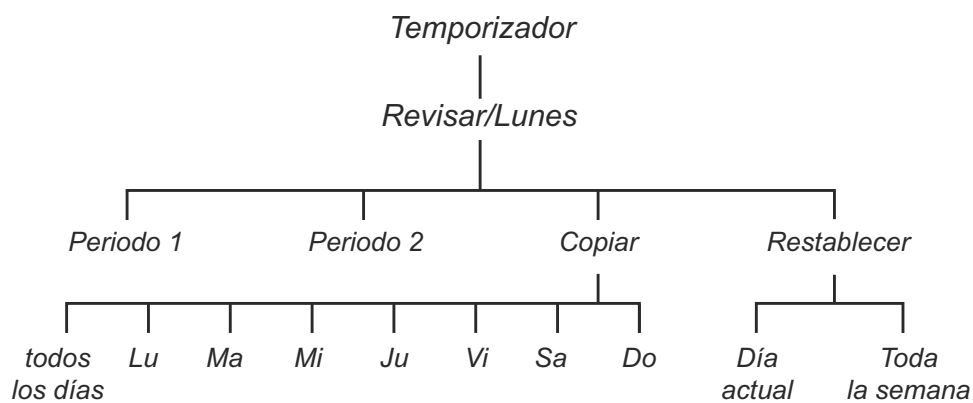 Temporizador
Revisar/Lunes
Periodo 1 Periodo 2 Copiar Restablecer
todos los días Lu Ma Mi Ju Vi Sa Do Día actual Toda la semana